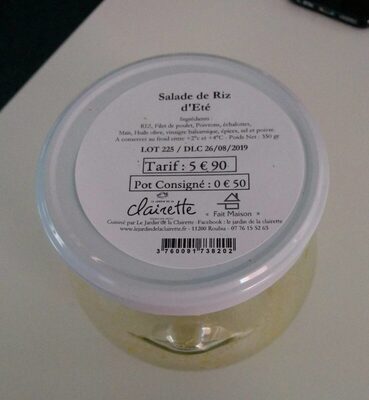 Salade de Riz
d'Eté
Ingrédients
RIZ, Filet de poulet, Poivrons, échalottes,
Maïs, Huile olive, vinaigre balsamique, épices, sel et poivre.
A conserver au froid entre +2°c et +4°C - Poids Net : 350 gr
LOT 225 / DLC 26/08/2019
Tarif : 5 € 90
Pot Consigné : 0 € 50
clairette
« Fait Maison »
Cuisiné par Le Jardin de la Clairette - Facebook : le jardin de la clairette
www.lejardindelaclairette.fr - 11200 Roubia - 07 76 15 52 65
3760091738202